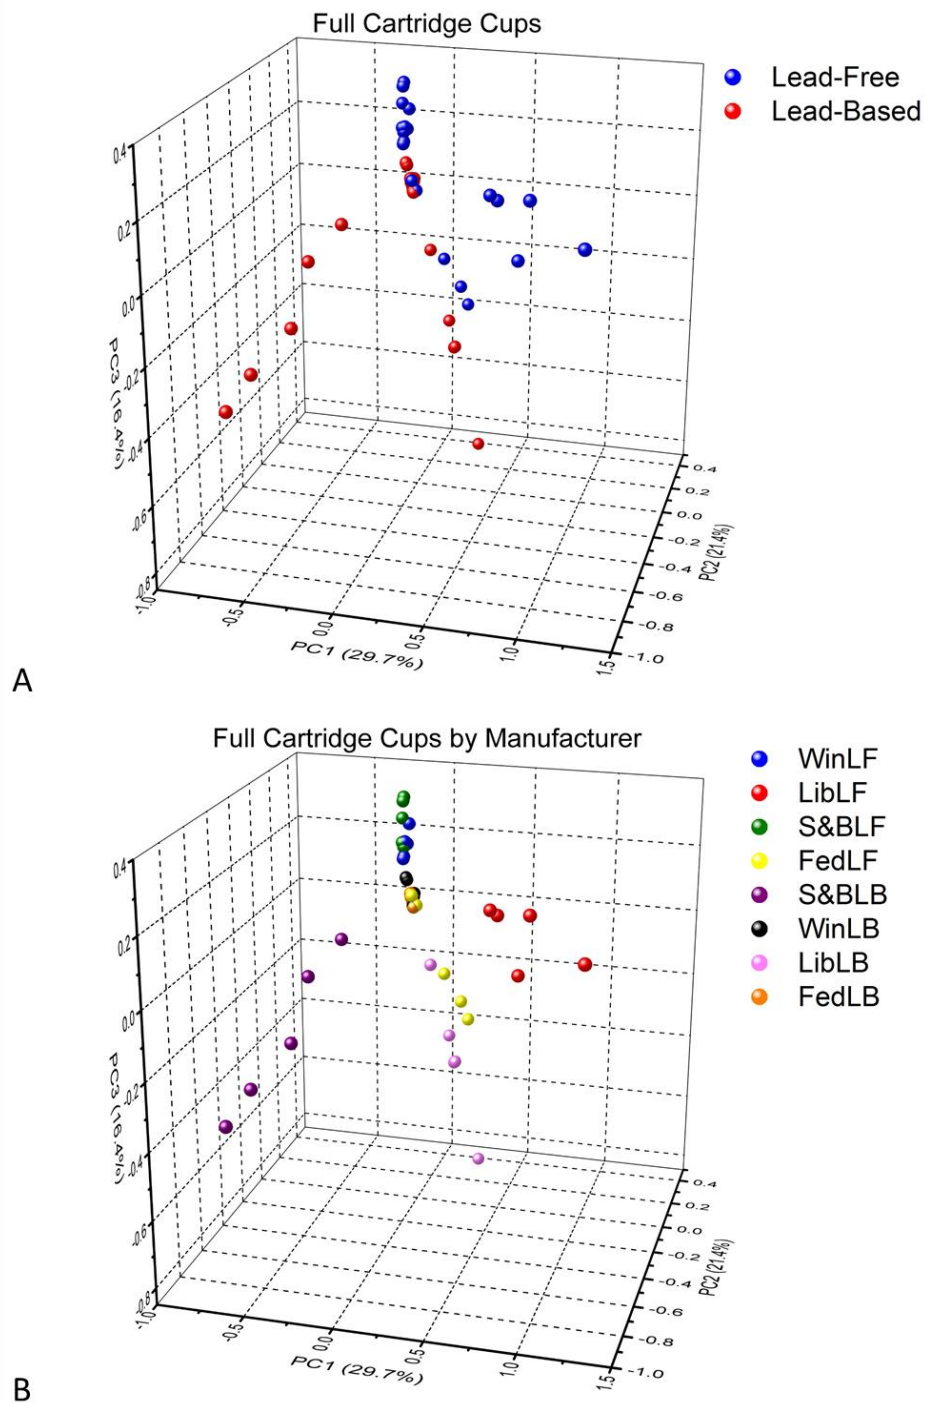 Full Cartridge Cups
Lead-Free
Lead-Based
0.4
0.2
0.0
-0.2
-0.4
-0.6
-0.8
PC3 (16.4%)
-1.0
-0.5
0.0
0.5
1.0
1.5
PC1 (29.7%)
0.4
0.2
0.0
-0.2
-0.4
-0.6
-0.8
-1.0
PC2 (21.4%)
A
Full Cartridge Cups by Manufacturer
WinLF
LibLF
S&BLF
FedLF
S&BLB
WinLB
LibLB
FedLB
0.4
0.2
0.0
-0.2
-0.4
-0.6
-0.8
PC3 (16.4%)
-1.0
-0.5
0.0
0.5
1.0
1.5
PC1 (29.7%)
0.4
0.2
0.0
-0.2
-0.4
-0.6
-0.8
-1.0
PC2 (21.4%)
B